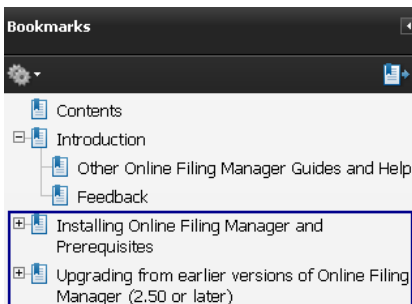 Bookmarks
Contents
Introduction
Other Online Filing Manager Guides and Help
Feedback
Installing Online Filing Manager and
Prerequisites
Upgrading from earlier versions of Online Filing
Manager (2.50 or later)